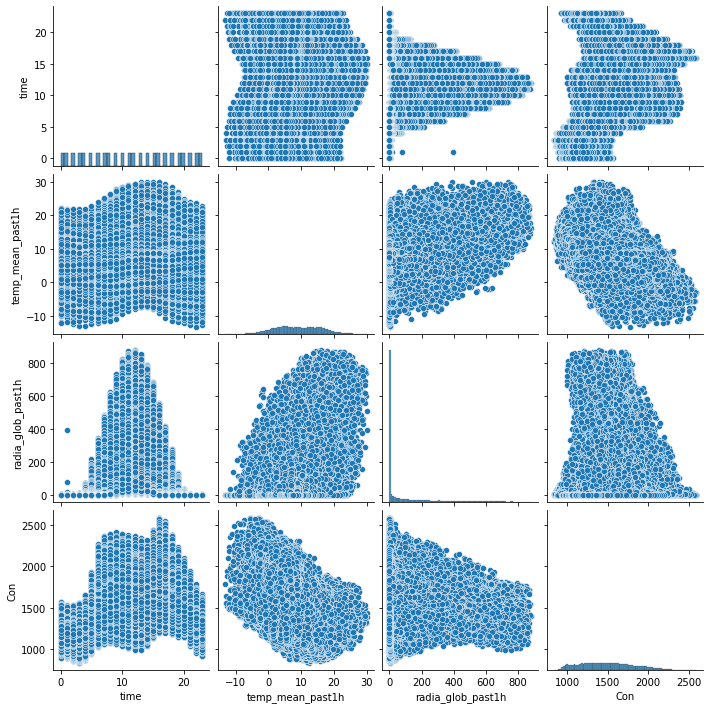 time
20
15
10
5
0
temp_mean_past1h
30
20
10
0
−10
radia_glob_past1h
800
600
400
200
0
Con
2500
2000
1500
1000
0 20
−10 0 10 20 30
0 200 400 600 800
1000 1500 2000 2500
time
temp_mean_past1h
radia_glob_past1h
Con